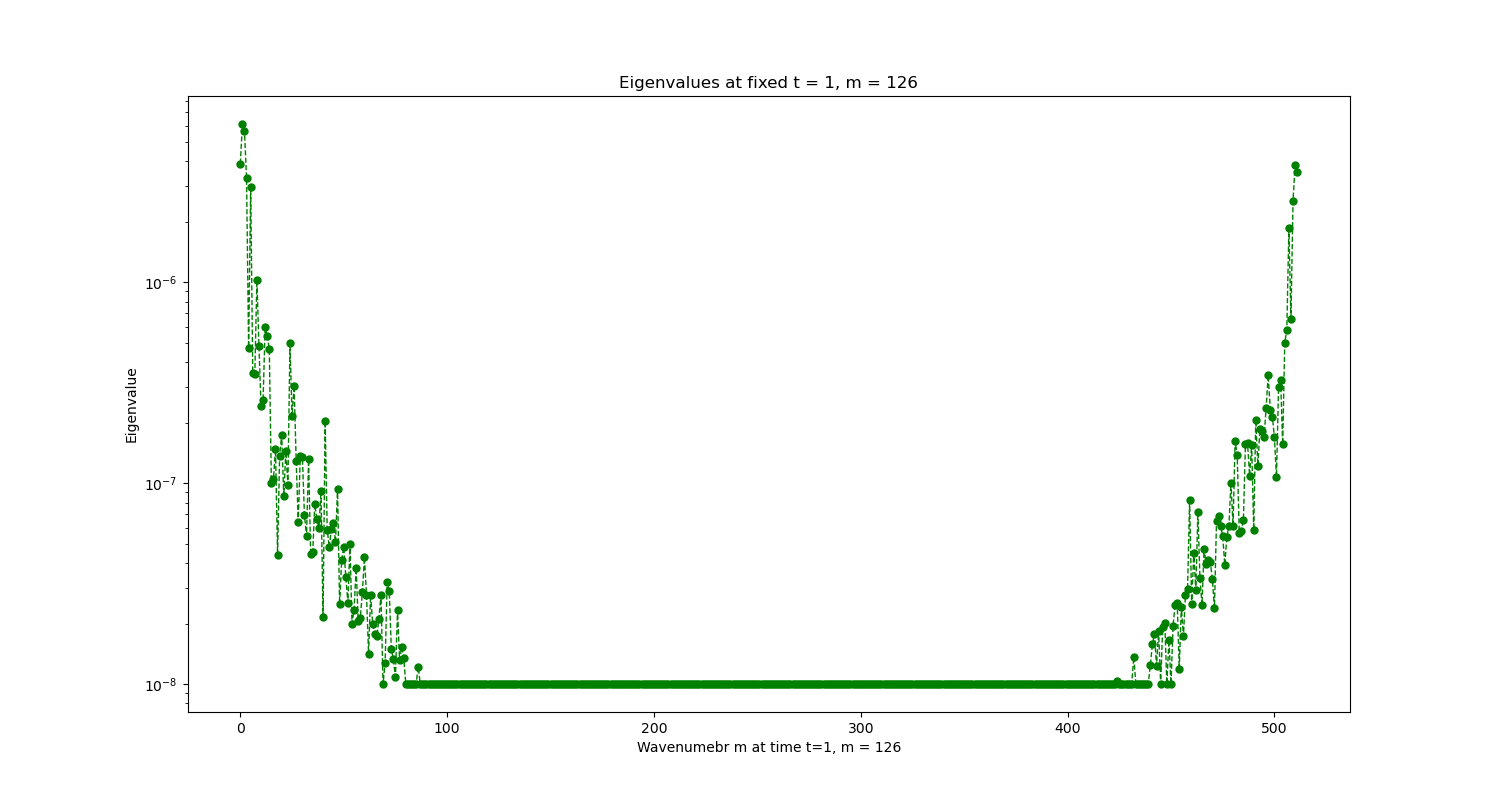 Eigenvalues at fixed t = 1, m = 126
10⁻⁶
10⁻⁷
10⁻⁸
Eigenvalue
0 100 200 300 400 500
Wavenumebr m at time t=1, m = 126